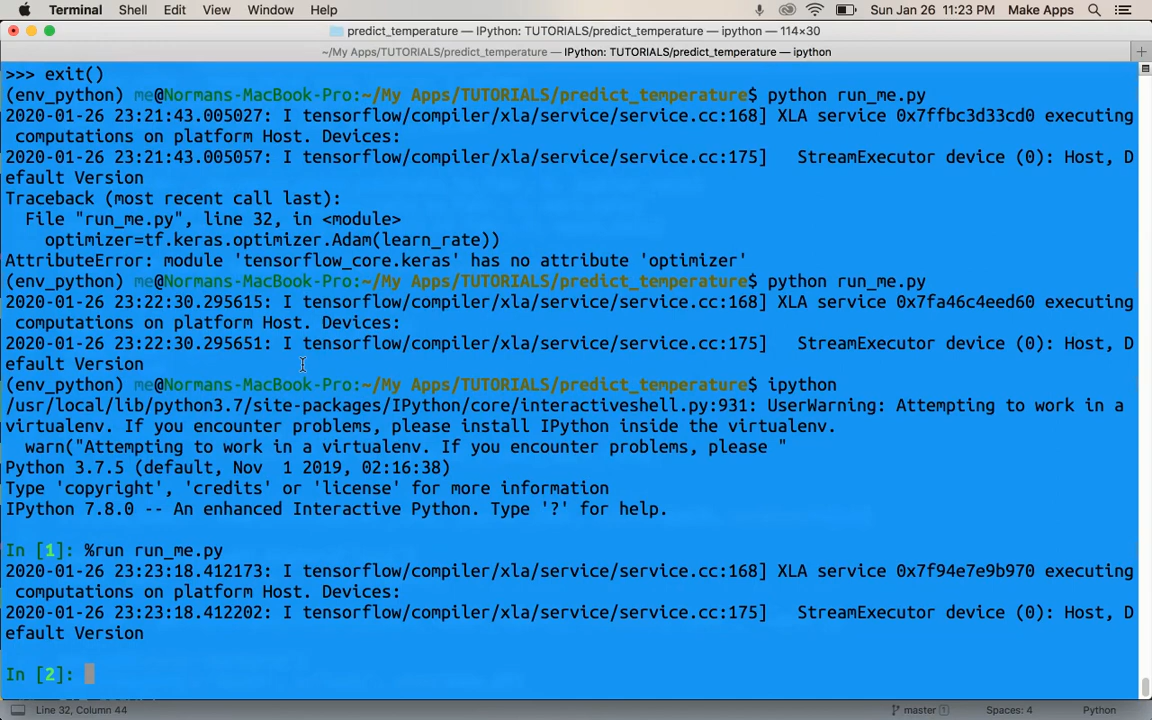 Terminal Shell Edit View Window Help Sun Jan 26 11:23 PM Make Apps
predict_temperature — IPython: TUTORIALS/predict_temperature — ipython — 114×30
~/My Apps/TUTORIALS/predict_temperature — IPython: TUTORIALS/predict_temperature — ipython
>>> exit()
(env_python) me@Normans-MacBook-Pro:~/My Apps/TUTORIALS/predict_temperature$ python run_me.py
2020-01-26 23:21:43.005027: I tensorflow/compiler/xla/service/service.cc:168] XLA service 0x7ffbc3d33cd0 executing
computations on platform Host. Devices:
2020-01-26 23:21:43.005057: I tensorflow/compiler/xla/service/service.cc:175]   StreamExecutor device (0): Host, D
efault Version
Traceback (most recent call last):
  File "run_me.py", line 32, in <module>
    optimizer=tf.keras.optimizer.Adam(learn_rate))
AttributeError: module 'tensorflow_core.keras' has no attribute 'optimizer'
(env_python) me@Normans-MacBook-Pro:~/My Apps/TUTORIALS/predict_temperature$ python run_me.py
2020-01-26 23:22:30.295615: I tensorflow/compiler/xla/service/service.cc:168] XLA service 0x7fa46c4eed60 executing
computations on platform Host. Devices:
2020-01-26 23:22:30.295651: I tensorflow/compiler/xla/service/service.cc:175]   StreamExecutor device (0): Host, D
efault Version
(env_python) me@Normans-MacBook-Pro:~/My Apps/TUTORIALS/predict_temperature$ ipython
/usr/local/lib/python3.7/site-packages/IPython/core/interactiveshell.py:931: UserWarning: Attempting to work in a
virtualenv. If you encounter problems, please install IPython inside the virtualenv.
  warn("Attempting to work in a virtualenv. If you encounter problems, please "
Python 3.7.5 (default, Nov  1 2019, 02:16:38)
Type 'copyright', 'credits' or 'license' for more information
IPython 7.8.0 -- An enhanced Interactive Python. Type '?' for help.
In [1]: %run run_me.py
2020-01-26 23:23:18.412173: I tensorflow/compiler/xla/service/service.cc:168] XLA service 0x7f94e7e9b970 executing
computations on platform Host. Devices:
2020-01-26 23:23:18.412202: I tensorflow/compiler/xla/service/service.cc:175]   StreamExecutor device (0): Host, D
efault Version
In [2]:
Line 32, Column 44 master 1 Spaces: 4 Python